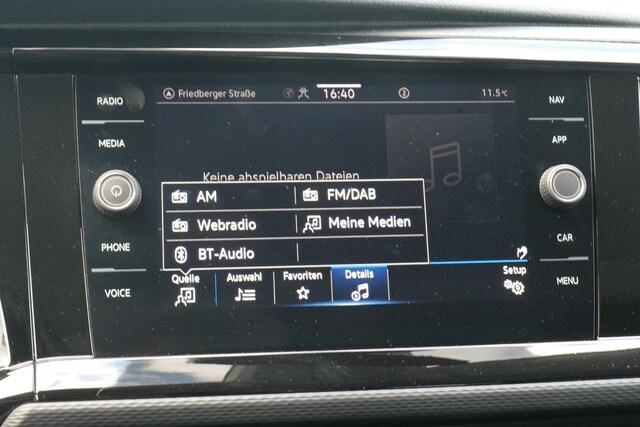 RADIO
MEDIA
PHONE
VOICE
Friedberger Straße
16:40
2
11.5°C
Keine abspielbaren Dateien
AM
FM/DAB
Webradio
Meine Medien
BT-Audio
Quelle
Auswahl
Favoriten
Details
Setup
NAV
APP
CAR
MENU